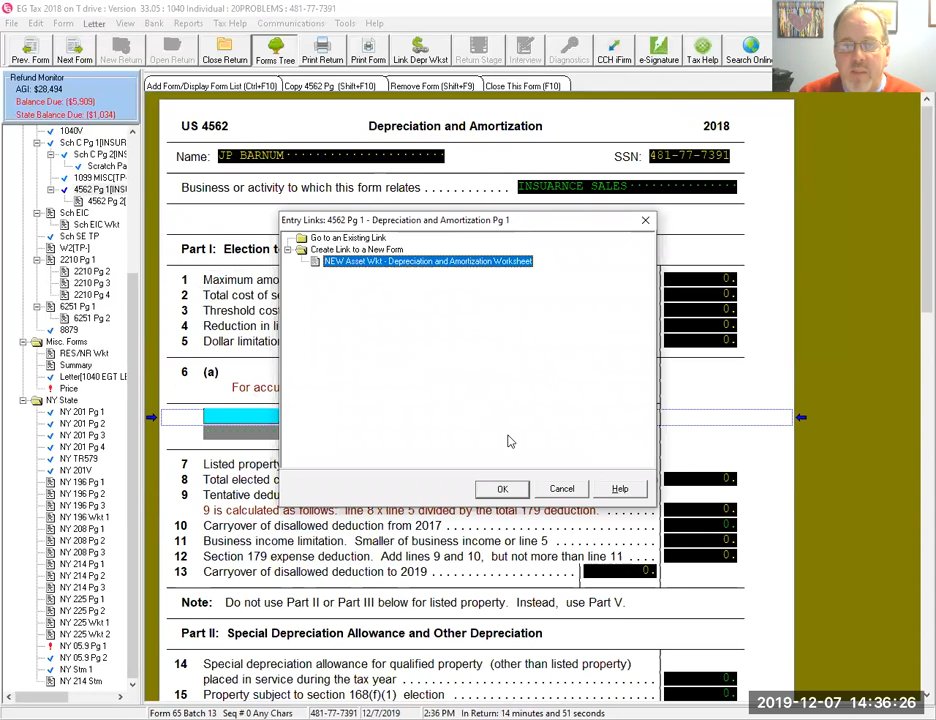 EG Tax 2018 on T drive : Version : 33.05 : 1040 Individual : 20PROBLEMS : 481-77-7391
File Edit Form Letter View Bank Reports Tax Help Communications Tools Help
Prev. Form Next Form New Return Open Return Close Return Forms Tree Print Return Print Form Link Depr Wkst Return Stage Interview Diagnostics CCH iFirm e-Signature Tax Help Search Onlin
Refund Monitor
AGI: $28,494
Balance Due: ($5,909)
State Balance Due: ($1,034)
Add Form/Display Form List (Ctrl+F10) Copy 4562 Pg (Shift+F10) Remove Form (Shift+F9) Close This Form (F10)
1040V
Sch C Pg 1[INSUR
Sch C Pg 2[INS
Scratch Pa
1099 MISC[TP-
4562 Pg 1[INS
4562 Pg 2[
Sch EIC
Sch EIC Wkt
Sch SE TP
W2[TP-]
2210 Pg 1
2210 Pg 2
2210 Pg 3
2210 Pg 4
6251 Pg 1
6251 Pg 2
8879
Misc. Forms
RES/NR Wkt
Summary
Letter[1040 EGT LE
Price
NY State
NY 201 Pg 1
NY 201 Pg 2
NY 201 Pg 3
NY 201 Pg 4
NY TR579
NY 201V
NY 196 Pg 1
NY 196 Pg 2
NY 196 Pg 3
NY 196 Wkt 1
NY 208 Pg 1
NY 208 Pg 2
NY 208 Pg 3
NY 214 Pg 1
NY 214 Pg 2
NY 214 Pg 3
NY 225 Pg 1
NY 225 Pg 2
NY 225 Wkt 1
NY 225 Wkt 2
NY 05.9 Pg 1
NY 05.9 Pg 2
NY Stm 1
NY 214 Stm
US 4562 Depreciation and Amortization 2018
Name: JP BARNUM SSN: 481-77-7391
Business or activity to which this form relates . . . . . . . . . . . . INSUARNCE SALES
Part I: Election t
1 Maximum amo 0.
2 Total cost of se 0.
3 Threshold cos 0.
4 Reduction in li 0.
5 Dollar limitatio 0.
6 (a)
For accu
7 Listed property
8 Total elected c 0.
9 Tentative dedu 0.
9 is calculated as follows: line 8 x line 5 divided by the total 179 deduction.
10 Carryover of disallowed deduction from 2017 0.
11 Business income limitation. Smaller of business income or line 5 0.
12 Section 179 expense deduction. Add lines 9 and 10, but not more than line 11 0.
13 Carryover of disallowed deduction to 2019 0.
Note: Do not use Part II or Part III below for listed property. Instead, use Part V.
Part II: Special Depreciation Allowance and Other Depreciation
14 Special depreciation allowance for qualified property (other than listed property)
placed in service during the tax year 0.
15 Property subject to section 168(f)(1) election 0.
Entry Links: 4562 Pg 1 - Depreciation and Amortization Pg 1
Go to an Existing Link
Create Link to a New Form
NEW Asset Wkt - Depreciation and Amortization Worksheet
OK Cancel Help
Form 65 Batch 13 Seq # 0 Any Chars 481-77-7391 12/7/2019 2:36 PM In Return: 14 minutes and 51 seconds
2019-12-07 14:36:26